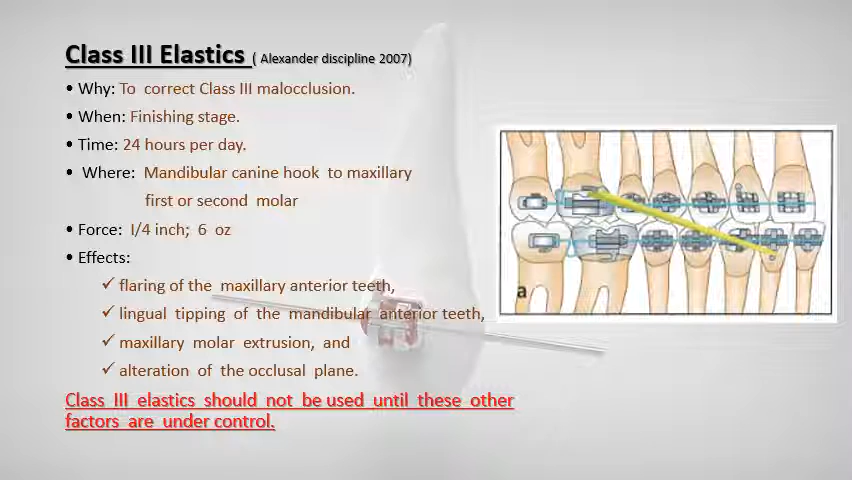 Class III Elastics ( Alexander discipline 2007)
• Why: To correct Class III malocclusion.
• When: Finishing stage.
• Time: 24 hours per day.
• Where: Mandibular canine hook to maxillary
first or second molar
• Force: I/4 inch; 6 oz
• Effects:
✓ flaring of the maxillary anterior teeth,
✓ lingual tipping of the mandibular anterior teeth,
✓ maxillary molar extrusion, and
✓ alteration of the occlusal plane.
Class III elastics should not be used until these other
factors are under control.
a